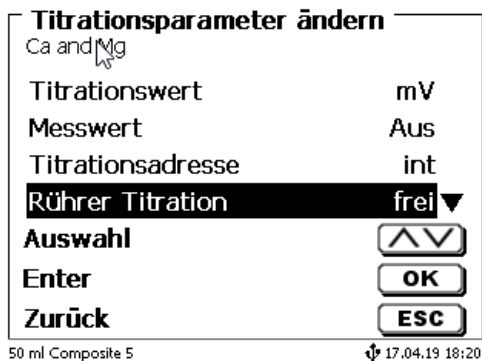 Titrationsparameter ändern
Ca and Mg
Titrationswert mV
Messwert Aus
Titrationsadresse int
Rührer Titration frei
Auswahl
Enter OK
Zurück ESC
50 ml Composite 5 17.04.19 18:20